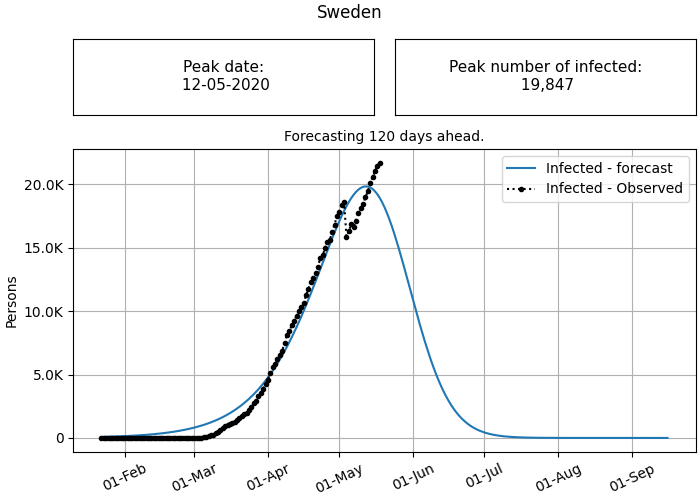 Sweden
Peak date:
12-05-2020
Peak number of infected:
19,847
Forecasting 120 days ahead.
Infected - forecast
Infected - Observed
Persons
20.0K
15.0K
10.0K
5.0K
0
01-Feb
01-Mar
01-Apr
01-May
01-Jun
01-Jul
01-Aug
01-Sep